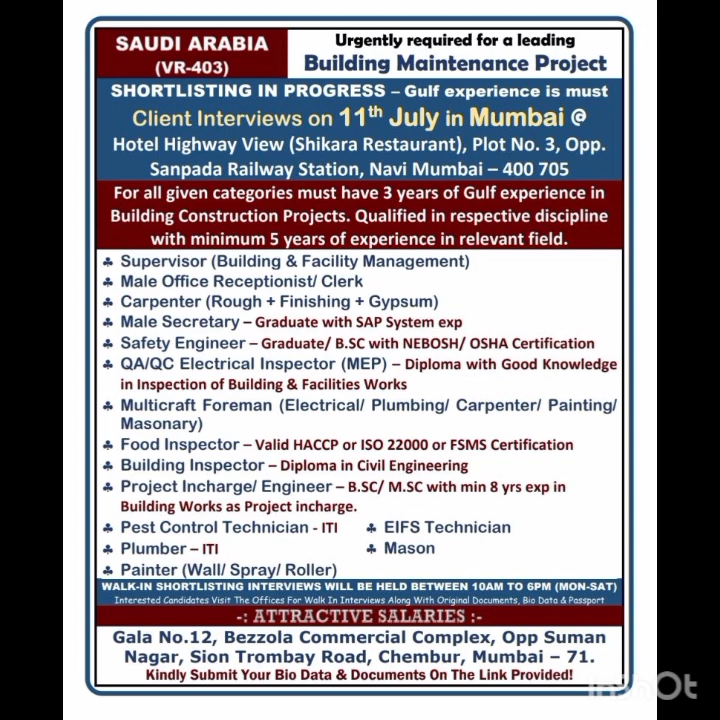 SAUDI ARABIA
(VR-403)
Urgently required for a leading
Building Maintenance Project
SHORTLISTING IN PROGRESS – Gulf experience is must
Client Interviews on 11th July in Mumbai @
Hotel Highway View (Shikara Restaurant), Plot No. 3, Opp.
Sanpada Railway Station, Navi Mumbai – 400 705
For all given categories must have 3 years of Gulf experience in
Building Construction Projects. Qualified in respective discipline
with minimum 5 years of experience in relevant field.
♣ Supervisor (Building & Facility Management)
♣ Male Office Receptionist/ Clerk
♣ Carpenter (Rough + Finishing + Gypsum)
♣ Male Secretary – Graduate with SAP System exp
♣ Safety Engineer – Graduate/ B.SC with NEBOSH/ OSHA Certification
♣ QA/QC Electrical Inspector (MEP) – Diploma with Good Knowledge
in Inspection of Building & Facilities Works
♣ Multicraft Foreman (Electrical/ Plumbing/ Carpenter/ Painting/
Masonary)
♣ Food Inspector – Valid HACCP or ISO 22000 or FSMS Certification
♣ Building Inspector – Diploma in Civil Engineering
♣ Project Incharge/ Engineer – B.SC/ M.SC with min 8 yrs exp in
Building Works as Project incharge.
♣ Pest Control Technician - ITI ♣ EIFS Technician
♣ Plumber – ITI ♣ Mason
♣ Painter (Wall/ Spray/ Roller)
WALK-IN SHORTLISTING INTERVIEWS WILL BE HELD BETWEEN 10AM TO 6PM (MON-SAT)
Interested Candidates Visit The Offices For Walk In Interviews Along With Original Documents, Bio Data & Passport
-: ATTRACTIVE SALARIES :-
Gala No.12, Bezzola Commercial Complex, Opp Suman
Nagar, Sion Trombay Road, Chembur, Mumbai – 71.
Kindly Submit Your Bio Data & Documents On The Link Provided!
InShOt